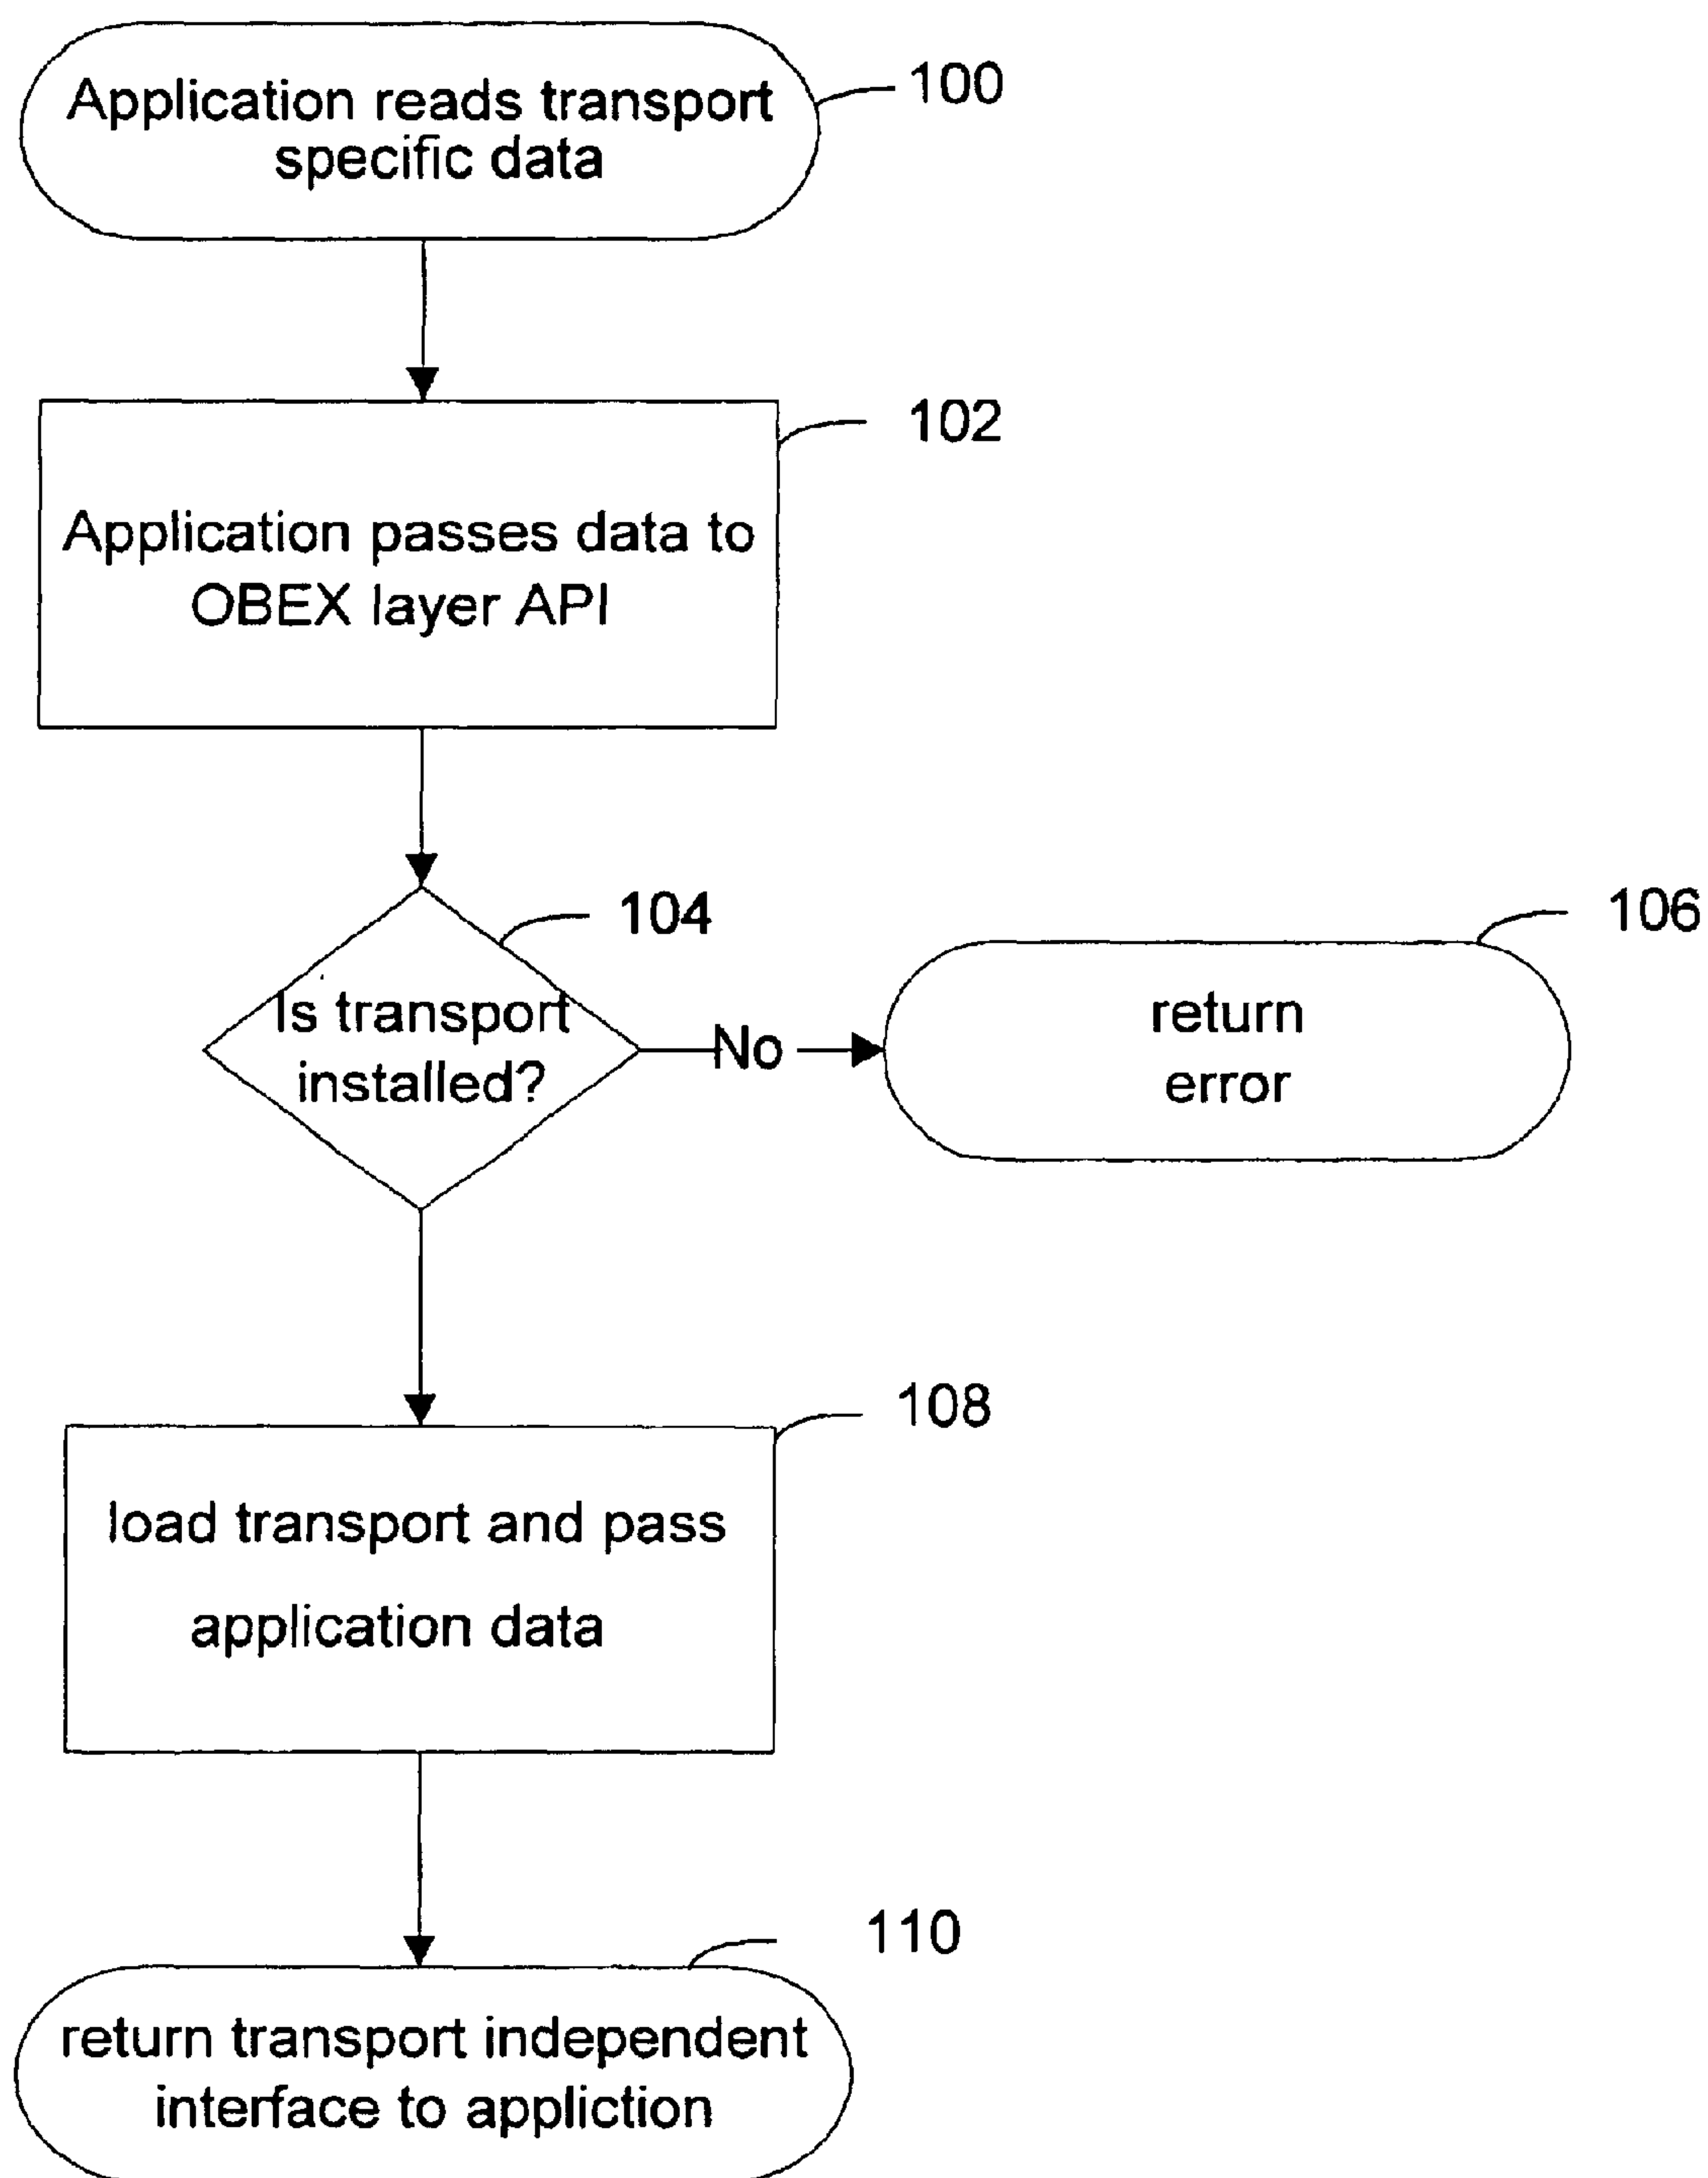 Application reads transport
specific data
100
102
Application passes data to
OBEX layer API
104
106
Is transport
installed?
No
return
error
108
load transport and pass
application data
110
return transport independent
interface to appliction